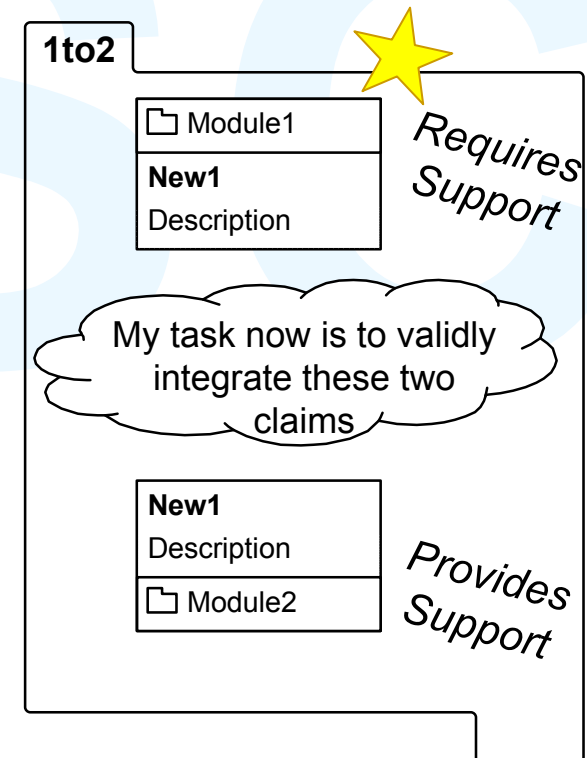 1to2
Module1
New1
Description
Requires
Support
My task now is to validly
integrate these two
claims
New1
Description
Module2
Provides
Support